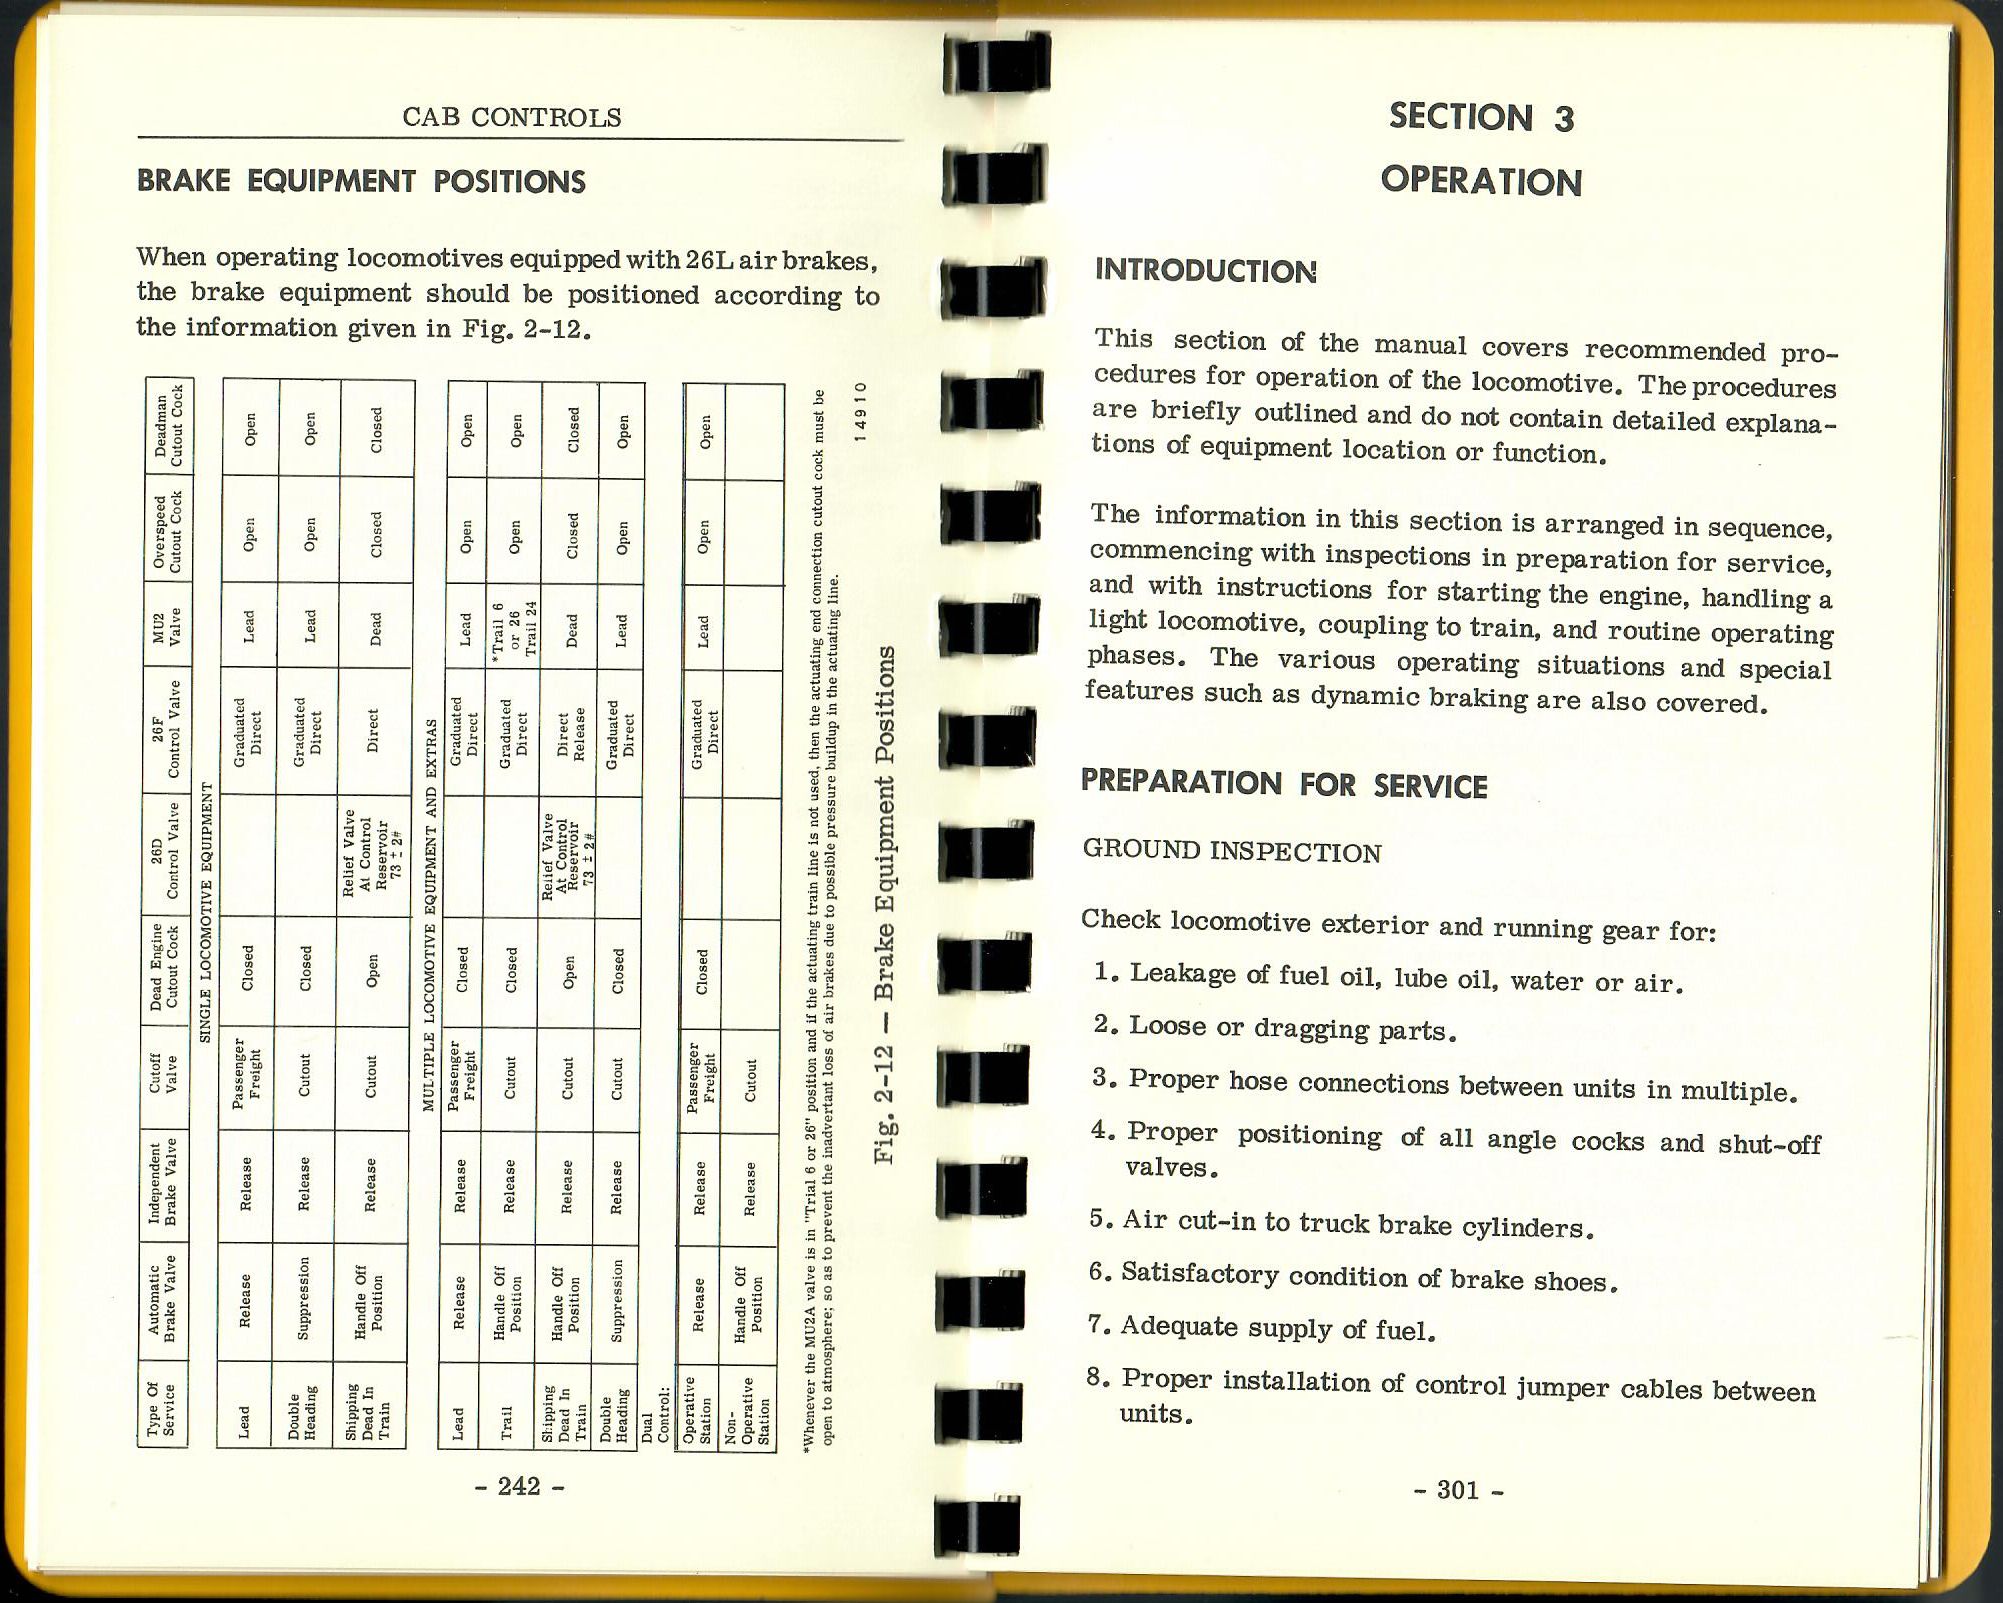 CAB CONTROLS
BRAKE EQUIPMENT POSITIONS
When operating locomotives equipped with 26L air brakes,
the brake equipment should be positioned according to
the information given in Fig. 2-12.
Type Of Service | Automatic Brake Valve | Independent Brake Valve | Cutoff Valve | Dead Engine Cutout Cock | 26D Control Valve | 26F Control Valve | MU2 Valve | Overspeed Cutout Cock | Deadman Cutout Cock
SINGLE LOCOMOTIVE EQUIPMENT
Lead | Release | Release | Passenger Freight | Closed | | Graduated Direct | Lead | Open | Open
Double Heading | Suppression | Release | Cutout | Closed | | Graduated Direct | Lead | Open | Open
Shipping Dead In Train | Handle Off Position | Release | Cutout | Open | Relief Valve At Control Reservoir 73 ± 2# | Direct | Dead | Closed | Closed
MULTIPLE LOCOMOTIVE EQUIPMENT AND EXTRAS
Lead | Release | Release | Passenger Freight | Closed | | Graduated Direct | Lead | Open | Open
Trail | Handle Off Position | Release | Cutout | Closed | | Graduated Direct | *Trail 6 or 26 Trail 24 | Open | Open
Shipping Dead In Train | Handle Off Position | Release | Cutout | Open | Relief Valve At Control Reservoir 73 ± 2# | Direct Release | Dead | Closed | Closed
Double Heading | Suppression | Release | Cutout | Closed | | Graduated Direct | Lead | Open | Open
Dual Control:
Operative Station | Release | Release | Passenger Freight | Closed | | Graduated Direct | Lead | Open | Open
Non-Operative Station | Handle Off Position | Release | Cutout
*Whenever the MU2A valve is in "Trial 6 or 26" position and if the actuating train line is not used, then the actuating end connection cutout cock must be
open to atmosphere; so as to prevent the inadvertant loss of air brakes due to possible pressure buildup in the actuating line.
14910
Fig. 2-12 — Brake Equipment Positions
- 242 -
SECTION 3
OPERATION
INTRODUCTION
This section of the manual covers recommended pro-
cedures for operation of the locomotive. The procedures
are briefly outlined and do not contain detailed explana-
tions of equipment location or function.
The information in this section is arranged in sequence,
commencing with inspections in preparation for service,
and with instructions for starting the engine, handling a
light locomotive, coupling to train, and routine operating
phases. The various operating situations and special
features such as dynamic braking are also covered.
PREPARATION FOR SERVICE
GROUND INSPECTION
Check locomotive exterior and running gear for:
1. Leakage of fuel oil, lube oil, water or air.
2. Loose or dragging parts.
3. Proper hose connections between units in multiple.
4. Proper positioning of all angle cocks and shut-off
valves.
5. Air cut-in to truck brake cylinders.
6. Satisfactory condition of brake shoes.
7. Adequate supply of fuel.
8. Proper installation of control jumper cables between
units.
- 301 -